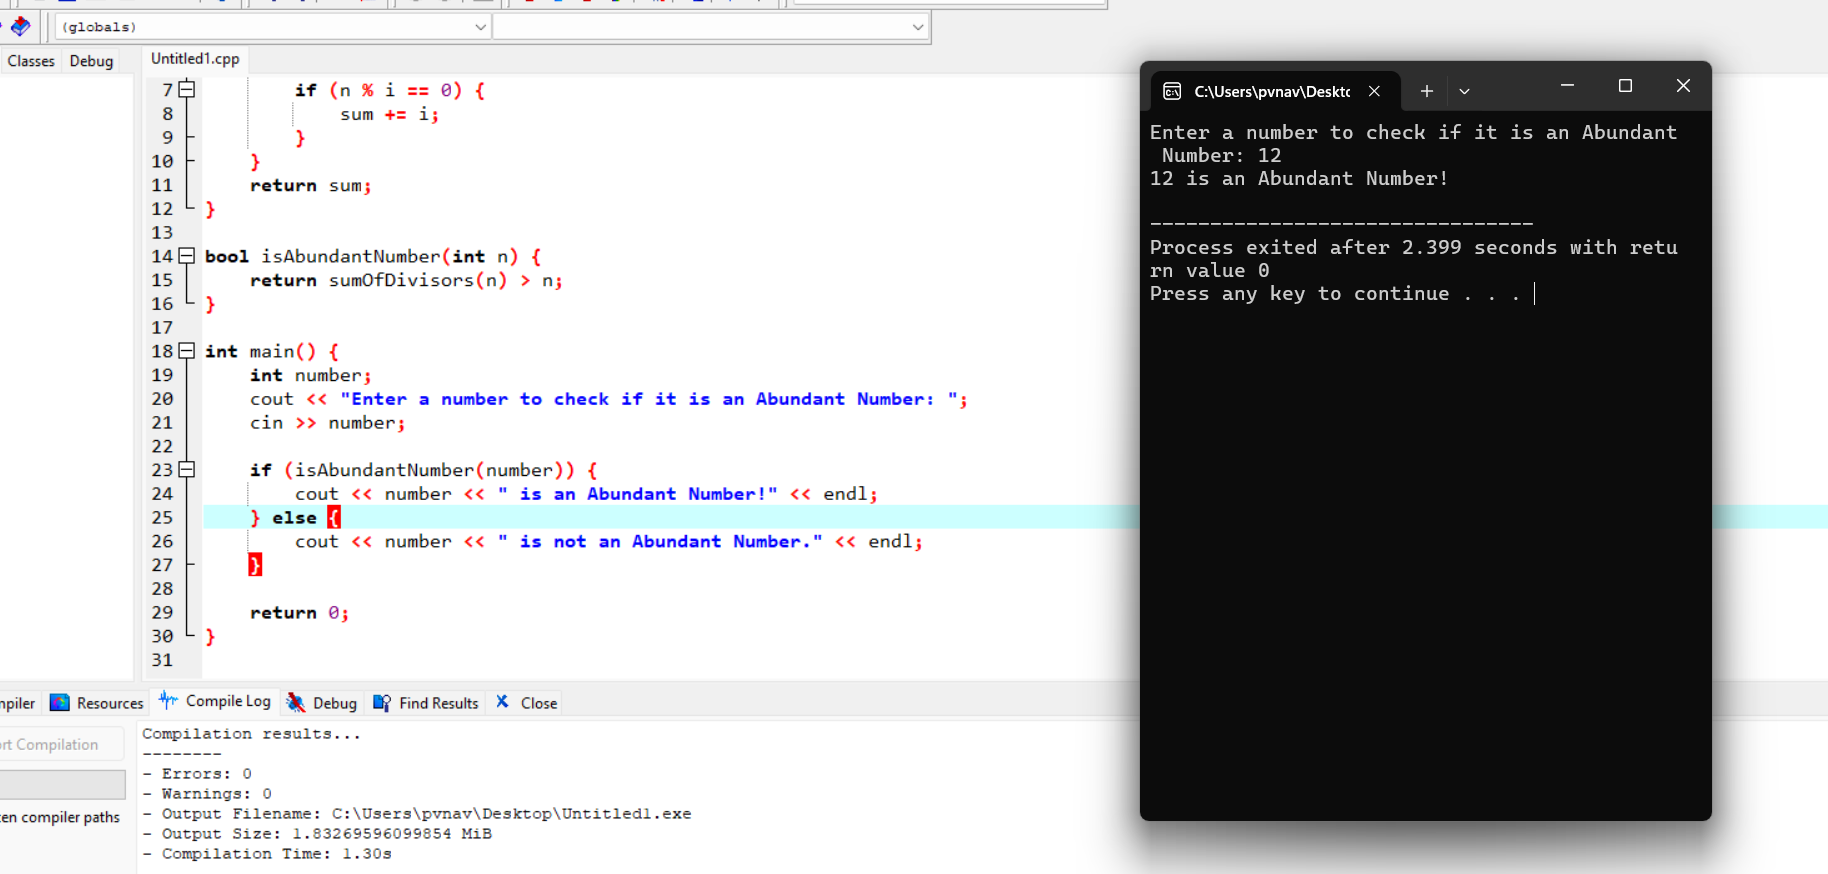 (globals)
Classes Debug
Untitled1.cpp
7 if (n % i == 0) {
8 sum += i;
9 }
10 }
11 return sum;
12 }
13
14 bool isAbundantNumber(int n) {
15 return sumOfDivisors(n) > n;
16 }
17
18 int main() {
19 int number;
20 cout << "Enter a number to check if it is an Abundant Number: ";
21 cin >> number;
22
23 if (isAbundantNumber(number)) {
24 cout << number << " is an Abundant Number!" << endl;
25 } else {
26 cout << number << " is not an Abundant Number." << endl;
27 }
28
29 return 0;
30 }
31
C:\Users\pvnav\Deskto
Enter a number to check if it is an Abundant
Number: 12
12 is an Abundant Number!
--------------------------------
Process exited after 2.399 seconds with retu
rn value 0
Press any key to continue . . .
mpiler Resources Compile Log Debug Find Results Close
rt Compilation
en compiler paths
Compilation results...
--------
- Errors: 0
- Warnings: 0
- Output Filename: C:\Users\pvnav\Desktop\Untitled1.exe
- Output Size: 1.83269596099854 MiB
- Compilation Time: 1.30s